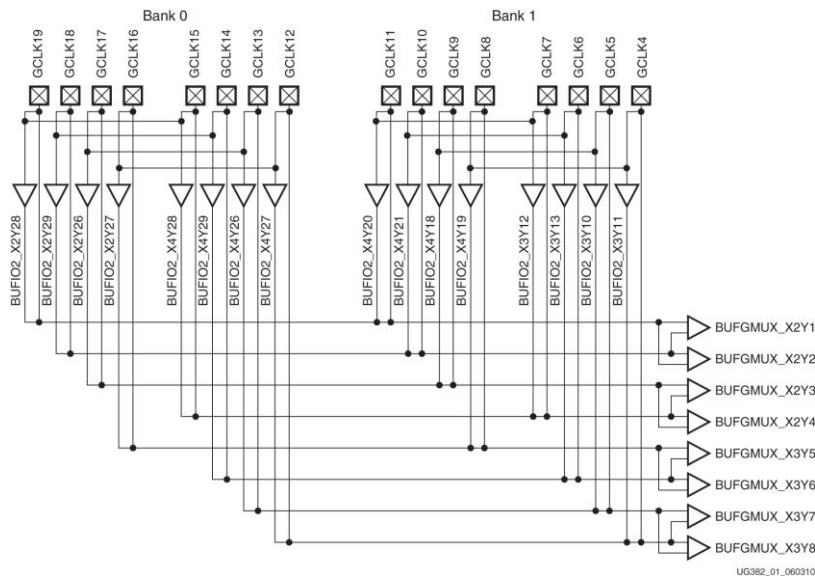 Bank 0
Bank 1
GCLK19
GCLK18
GCLK17
GCLK16
GCLK15
GCLK14
GCLK13
GCLK12
GCLK11
GCLK10
GCLK9
GCLK8
GCLK7
GCLK6
GCLK5
GCLK4
BUFIO2_X2Y28
BUFIO2_X2Y29
BUFIO2_X2Y26
BUFIO2_X2Y27
BUFIO2_X4Y28
BUFIO2_X4Y29
BUFIO2_X4Y26
BUFIO2_X4Y27
BUFIO2_X4Y20
BUFIO2_X4Y21
BUFIO2_X4Y18
BUFIO2_X4Y19
BUFIO2_X3Y12
BUFIO2_X3Y13
BUFIO2_X3Y10
BUFIO2_X3Y11
BUFGMUX_X2Y1
BUFGMUX_X2Y2
BUFGMUX_X2Y3
BUFGMUX_X2Y4
BUFGMUX_X3Y5
BUFGMUX_X3Y6
BUFGMUX_X3Y7
BUFGMUX_X3Y8
UG382_01_060310